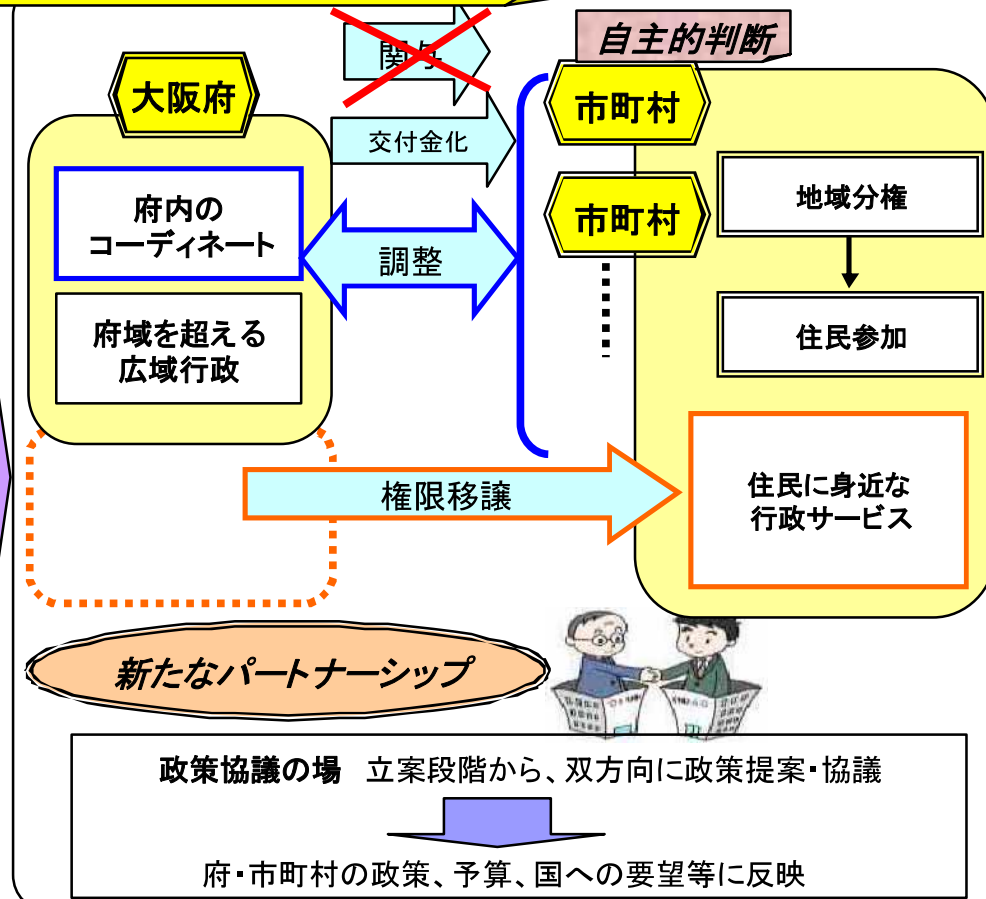 関与
自主的判断
大阪府
市町村
交付金化
府内の
コーディネート
市町村
地域分権
調整
府域を超える
広域行政
住民参加
権限移譲
住民に身近な
行政サービス
新たなパートナーシップ
政策協議の場 立案段階から、双方向に政策提案・協議
府・市町村の政策、予算、国への要望等に反映